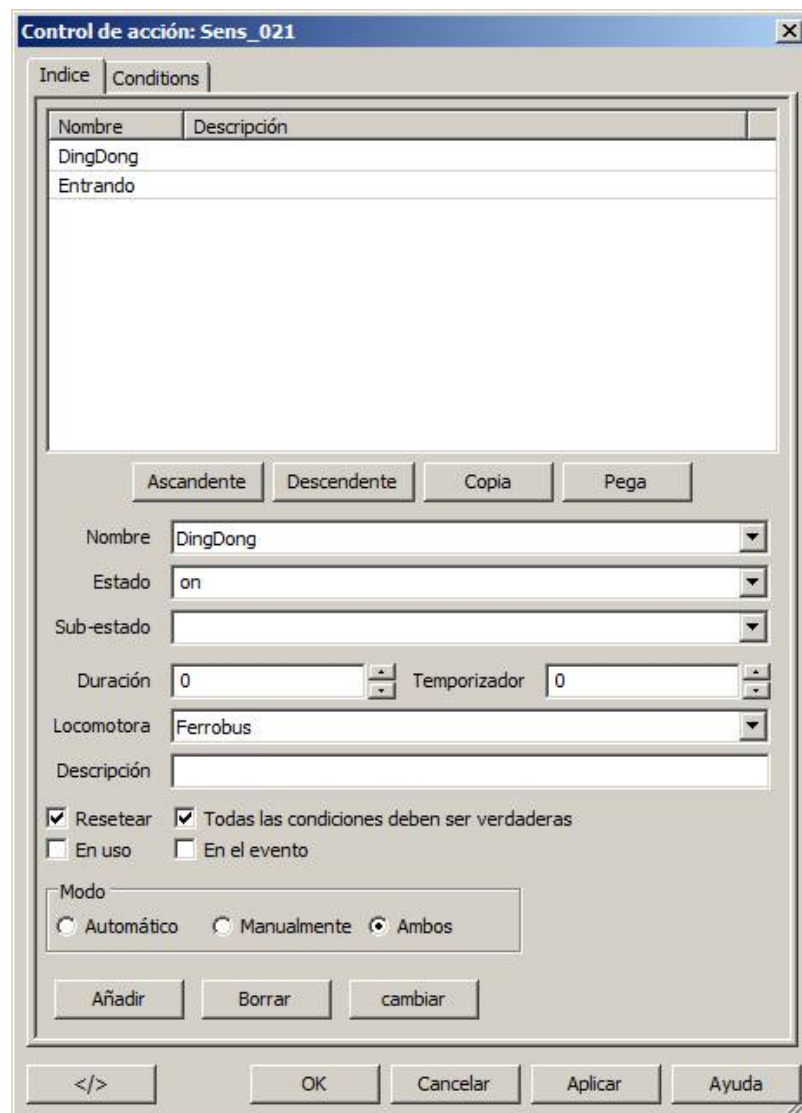 Control de acción: Sens_021
Indice Conditions
Nombre Descripción
DingDong
Entrando
Ascandente Descendente Copia Pega
Nombre DingDong
Estado on
Sub-estado
Duración 0 Temporizador 0
Locomotora Ferrobus
Descripción
Resetear Todas las condiciones deben ser verdaderas
En uso En el evento
Modo
Automático Manualmente Ambos
Añadir Borrar cambiar
</> OK Cancelar Aplicar Ayuda